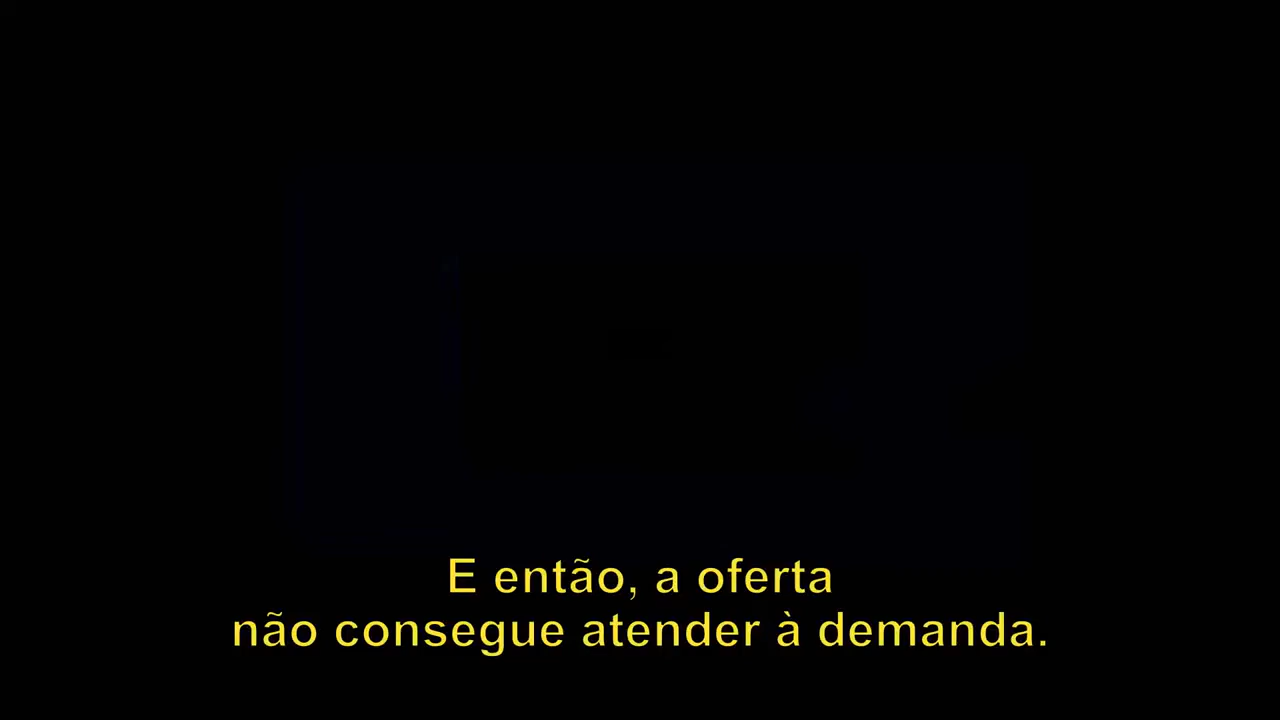 E então, a oferta
não consegue atender à demanda.